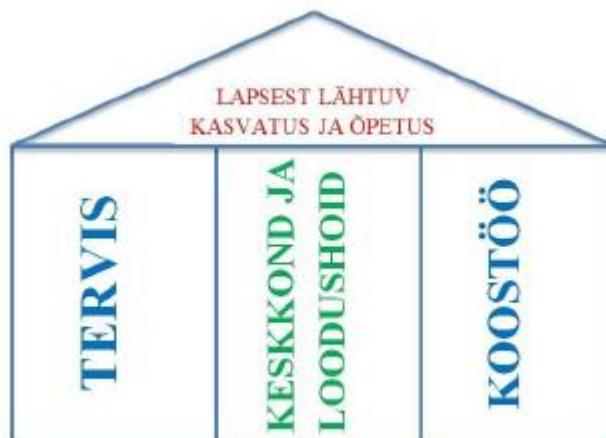 LAPSEST LÄHTUV
KASVATUS JA ÕPETUS
TERVIS
KESKKOND JA
LOODUSHOID
KOOSTÖÖ